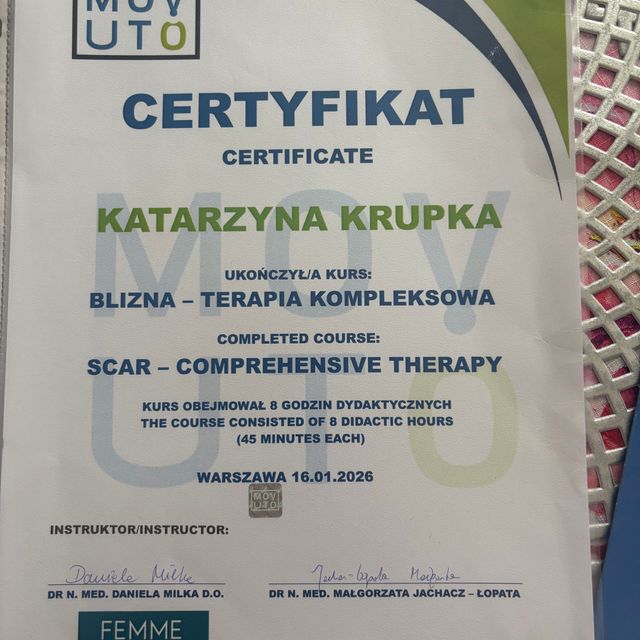 MOV
UTO
CERTYFIKAT
CERTIFICATE
KATARZYNA KRUPKA
UKOŃCZYŁ/A KURS:
BLIZNA – TERAPIA KOMPLEKSOWA
COMPLETED COURSE:
SCAR – COMPREHENSIVE THERAPY
KURS OBEJMOWAŁ 8 GODZIN DYDAKTYCZNYCH
THE COURSE CONSISTED OF 8 DIDACTIC HOURS
(45 MINUTES EACH)
WARSZAWA 16.01.2026
MOV
UTO
INSTRUKTOR/INSTRUCTOR:
Daniela Milka
DR N. MED. DANIELA MILKA D.O.
DR N. MED. MAŁGORZATA JACHACZ – ŁOPATA
FEMME